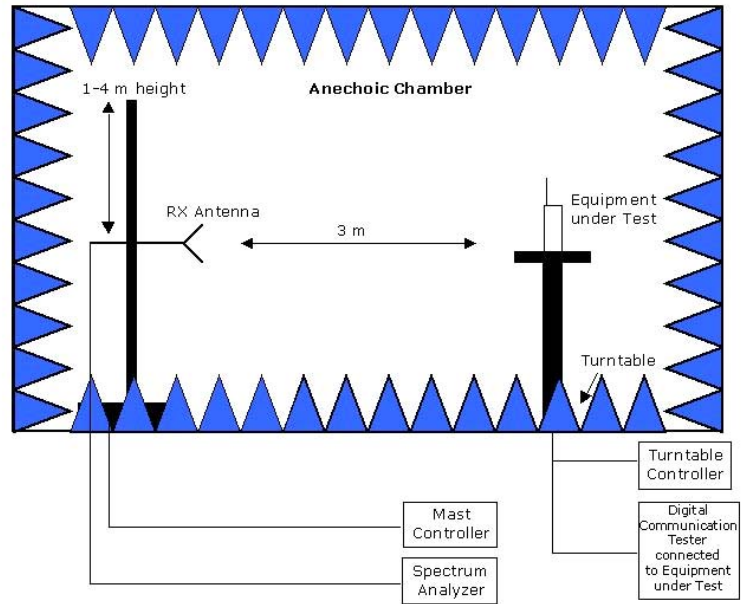 1-4 m height
Anechoic Chamber
RX Antenna
3 m
Equipment
under Test
Turntable
Turntable
Controller
Mast
Controller
Digital
Communication
Tester
connected
to Equipment
under Test
Spectrum
Analyzer